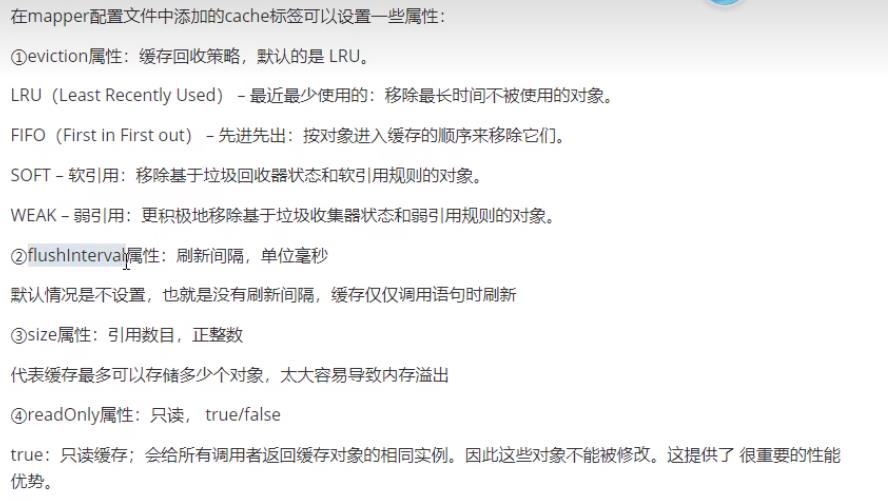 在mapper配置文件中添加的cache标签可以设置一些属性：
①eviction属性：缓存回收策略，默认的是 LRU。
LRU（Least Recently Used） – 最近最少使用的：移除最长时间不被使用的对象。
FIFO（First in First out） – 先进先出：按对象进入缓存的顺序来移除它们。
SOFT – 软引用：移除基于垃圾回收器状态和软引用规则的对象。
WEAK – 弱引用：更积极地移除基于垃圾收集器状态和弱引用规则的对象。
②flushInterval属性：刷新间隔，单位毫秒
默认情况是不设置，也就是没有刷新间隔，缓存仅仅调用语句时刷新
③size属性：引用数目，正整数
代表缓存最多可以存储多少个对象，太大容易导致内存溢出
④readOnly属性：只读， true/false
true：只读缓存；会给所有调用者返回缓存对象的相同实例。因此这些对象不能被修改。这提供了 很重要的性能
优势。